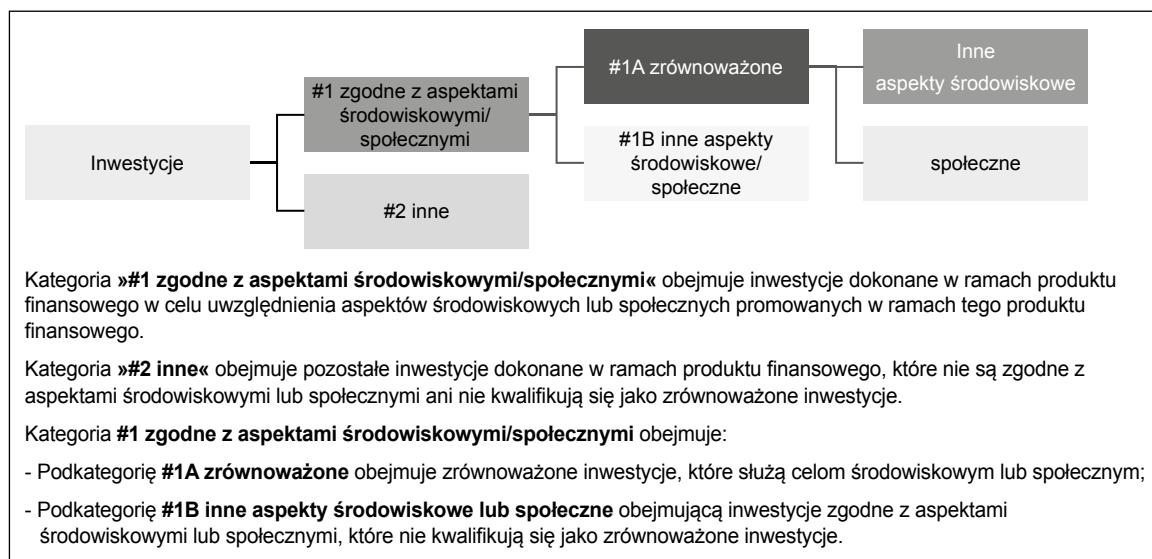 Inwestycje
#1 zgodne z aspektami
środowiskowymi/
społecznymi
#2 inne
#1A zrównoważone
#1B inne aspekty
środowiskowe/
społeczne
Inne
aspekty środowiskowe
społeczne
Kategoria »#1 zgodne z aspektami środowiskowymi/społecznymi« obejmuje inwestycje dokonane w ramach produktu
finansowego w celu uwzględnienia aspektów środowiskowych lub społecznych promowanych w ramach tego produktu
finansowego.
Kategoria »#2 inne« obejmuje pozostałe inwestycje dokonane w ramach produktu finansowego, które nie są zgodne z
aspektami środowiskowymi lub społecznymi ani nie kwalifikują się jako zrównoważone inwestycje.
Kategoria #1 zgodne z aspektami środowiskowymi/społecznymi obejmuje:
- Podkategorię #1A zrównoważone obejmuje zrównoważone inwestycje, które służą celom środowiskowym lub społecznym;
- Podkategorię #1B inne aspekty środowiskowe lub społeczne obejmującą inwestycje zgodne z aspektami
środowiskowymi lub społecznymi, które nie kwalifikują się jako zrównoważone inwestycje.